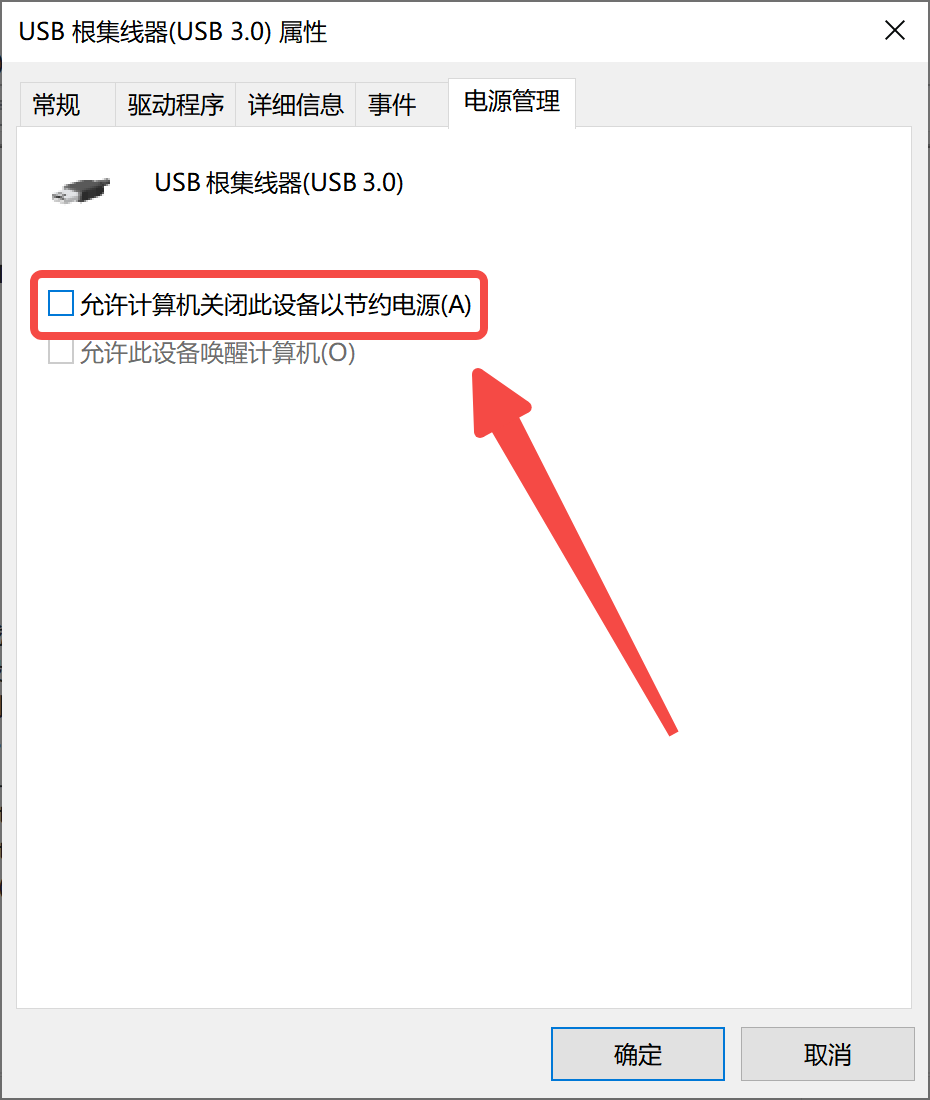 USB 根集线器(USB 3.0) 属性
常规 驱动程序 详细信息 事件 电源管理
USB 根集线器(USB 3.0)
允许计算机关闭此设备以节约电源(A)
允许此设备唤醒计算机(O)
确定 取消